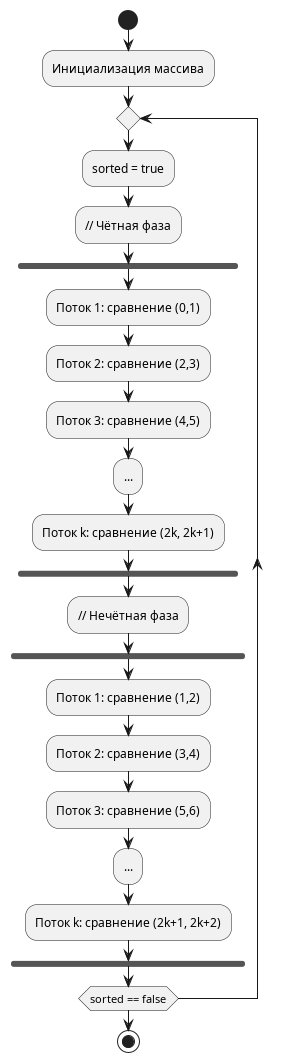 Инициализация массива
sorted = true
// Чётная фаза
Поток 1: сравнение (0,1)
Поток 2: сравнение (2,3)
Поток 3: сравнение (4,5)
...
Поток k: сравнение (2k, 2k+1)
// Нечётная фаза
Поток 1: сравнение (1,2)
Поток 2: сравнение (3,4)
Поток 3: сравнение (5,6)
...
Поток k: сравнение (2k+1, 2k+2)
sorted == false